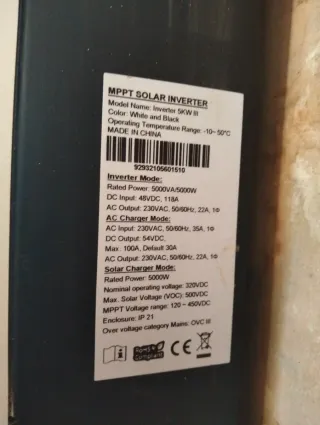 MPPT SOLAR INVERTER
Model Name: Inverter 5KW III
Color: White and Black
Operating Temperature Range: -10~ 50°C
MADE IN CHINA
92932105601510
Inverter Mode:
Rated Power: 5000VA/5000W
DC Input: 48VDC, 118A
AC Output: 230VAC, 50/60Hz, 22A, 1Φ
AC Charger Mode:
AC Input: 230VAC, 50/60Hz, 35A, 1Φ
DC Output: 54VDC,
Max. 100A, Default 30A
AC Output: 230VAC, 50/60Hz, 22A, 1Φ
Solar Charger Mode:
Rated Power: 5000W
Nominal operating voltage: 320VDC
Max. Solar Voltage (VOC): 500VDC
MPPT Voltage range: 120 ~ 450VDC
Enclosure: IP 21
Over voltage category Mains: OVC III
RoHS
Compliant
CE